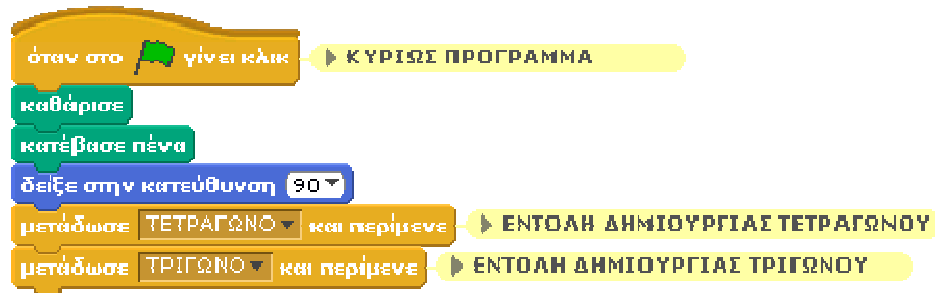 όταν στο γίνει κλικ ΚΥΡΙΩΣ ΠΡΟΓΡΑΜΜΑ
καθάρισε
κατέβασε πένα
δείξε στην κατεύθυνση 90
μετάδωσε ΤΕΤΡΑΓΩΝΟ και περίμενε ΕΝΤΟΛΗ ΔΗΜΙΟΥΡΓΙΑΣ ΤΕΤΡΑΓΩΝΟΥ
μετάδωσε ΤΡΙΓΩΝΟ και περίμενε ΕΝΤΟΛΗ ΔΗΜΙΟΥΡΓΙΑΣ ΤΡΙΓΩΝΟΥ